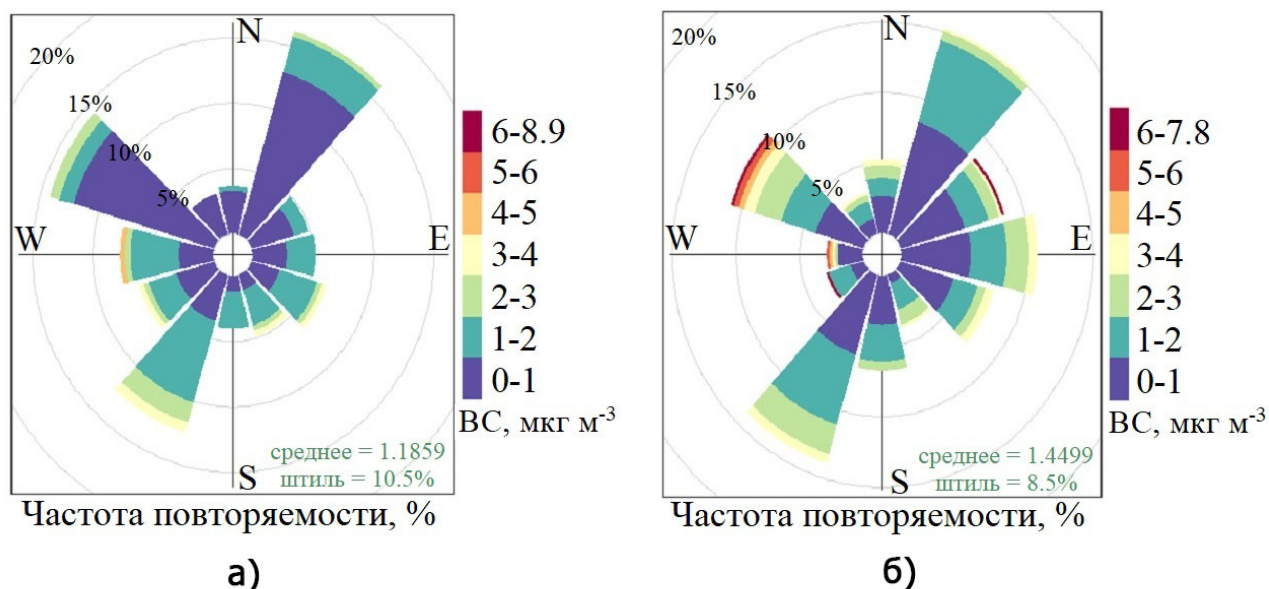 N
20%
15%
10%
5%
W
E
S
среднее = 1.1859
штиль = 10.5%
6-8.9
5-6
4-5
3-4
2-3
1-2
0-1
BC, мкг м-3
Частота повторяемости, %
а)
N
20%
15%
10%
5%
W
E
S
среднее = 1.4499
штиль = 8.5%
6-7.8
5-6
4-5
3-4
2-3
1-2
0-1
BC, мкг м-3
Частота повторяемости, %
б)